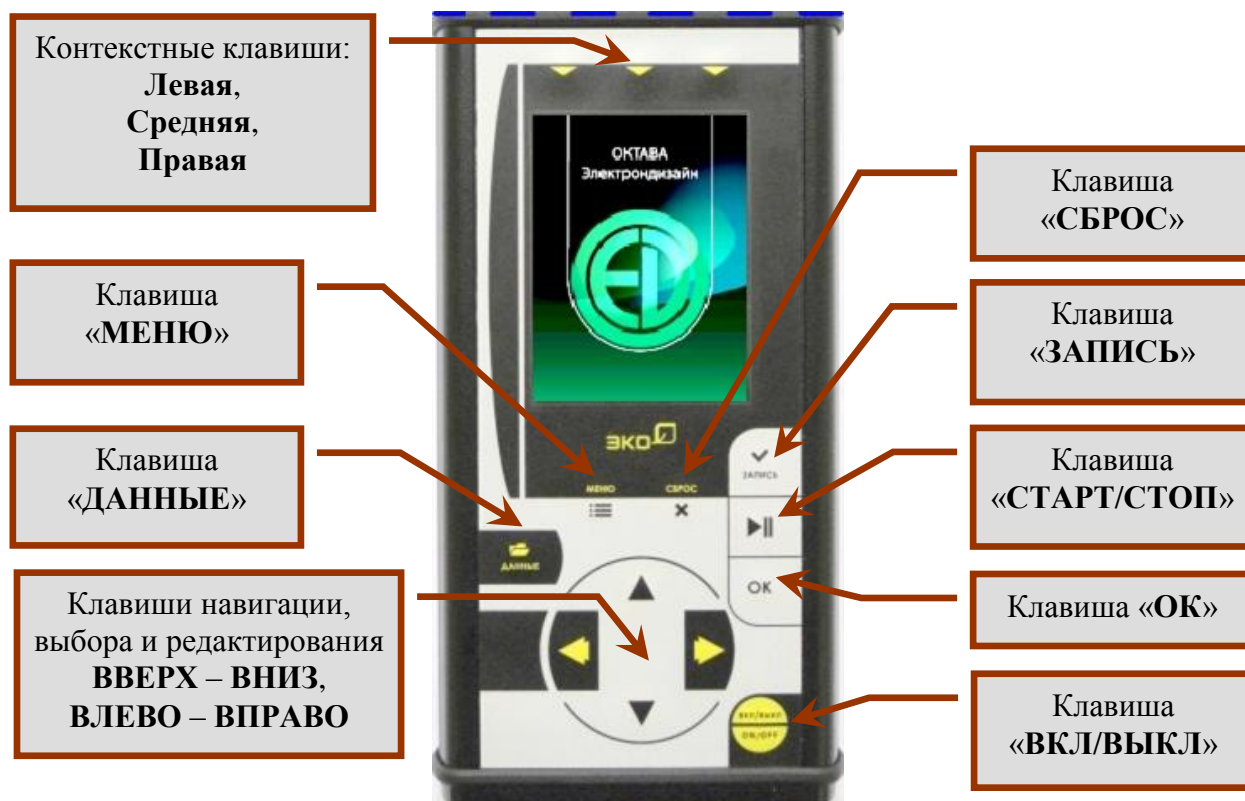 Контекстные клавиши:
Левая,
Средняя,
Правая
Клавиша
«МЕНЮ»
Клавиша
«ДАННЫЕ»
Клавиши навигации,
выбора и редактирования
ВВЕРХ – ВНИЗ,
ВЛЕВО – ВПРАВО
ОКТАВА
Электрондизайн
ЭКО
МЕНЮ
СБРОС
ДАННЫЕ
ЗАПИСЬ
OK
ВКЛ/ВЫКЛ
ON/OFF
Клавиша
«СБРОС»
Клавиша
«ЗАПИСЬ»
Клавиша
«СТАРТ/СТОП»
Клавиша «ОК»
Клавиша
«ВКЛ/ВЫКЛ»